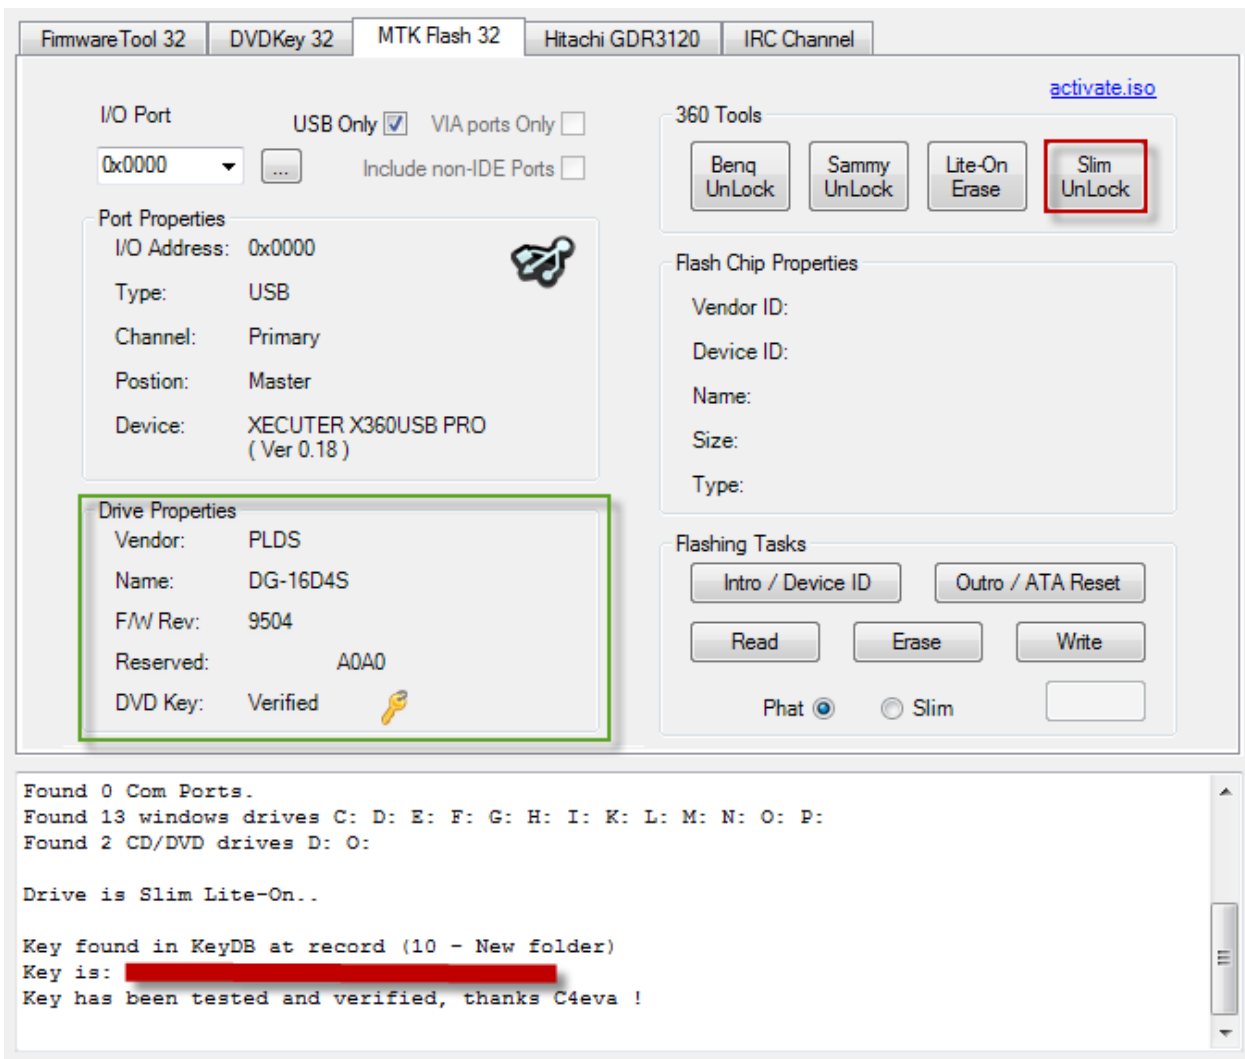 FirmwareTool 32
DVDKey 32
MTK Flash 32
Hitachi GDR3120
IRC Channel
activate.iso
I/O Port
USB Only
VIA ports Only
0x0000
...
Include non-IDE Ports
Port Properties
I/O Address: 0x0000
Type: USB
Channel: Primary
Postion: Master
Device: XECUTER X360USB PRO
( Ver 0.18 )
Drive Properties
Vendor: PLDS
Name: DG-16D4S
F/W Rev: 9504
Reserved: A0A0
DVD Key: Verified
360 Tools
Benq
UnLock
Sammy
UnLock
Lite-On
Erase
Slim
UnLock
Flash Chip Properties
Vendor ID:
Device ID:
Name:
Size:
Type:
Flashing Tasks
Intro / Device ID
Outro / ATA Reset
Read
Erase
Write
Phat
Slim
Found 0 Com Ports.
Found 13 windows drives C: D: E: F: G: H: I: K: L: M: N: O: P:
Found 2 CD/DVD drives D: O:
Drive is Slim Lite-On..
Key found in KeyDB at record (10 - New folder)
Key is:
Key has been tested and verified, thanks C4eva !